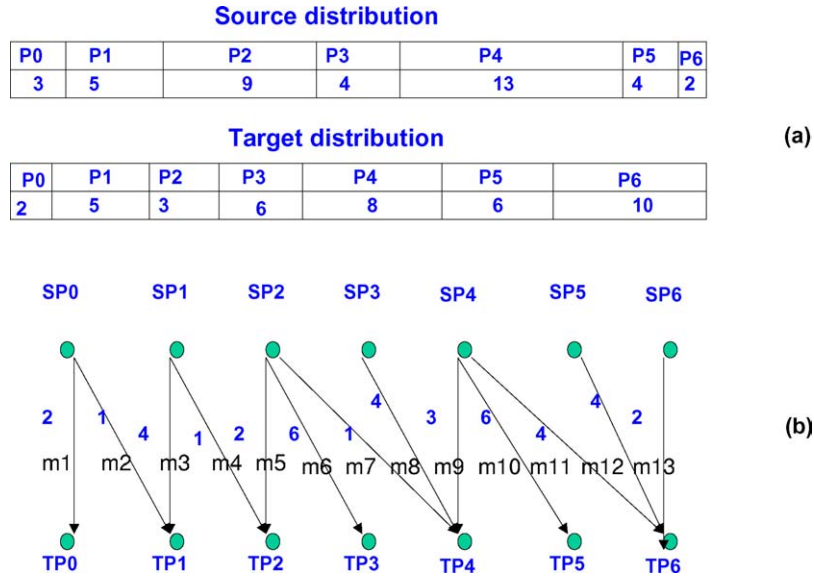 Source distribution
P0 P1 P2 P3 P4 P5 P6
3 5 9 4 13 4 2
Target distribution
(a)
P0 P1 P2 P3 P4 P5 P6
2 5 3 6 8 6 10
SP0 SP1 SP2 SP3 SP4 SP5 SP6
2 1 4 1 2 6 1 4 3 6 4 4 2
(b)
m1 m2 m3 m4 m5 m6 m7 m8 m9 m10 m11 m12 m13
TP0 TP1 TP2 TP3 TP4 TP5 TP6